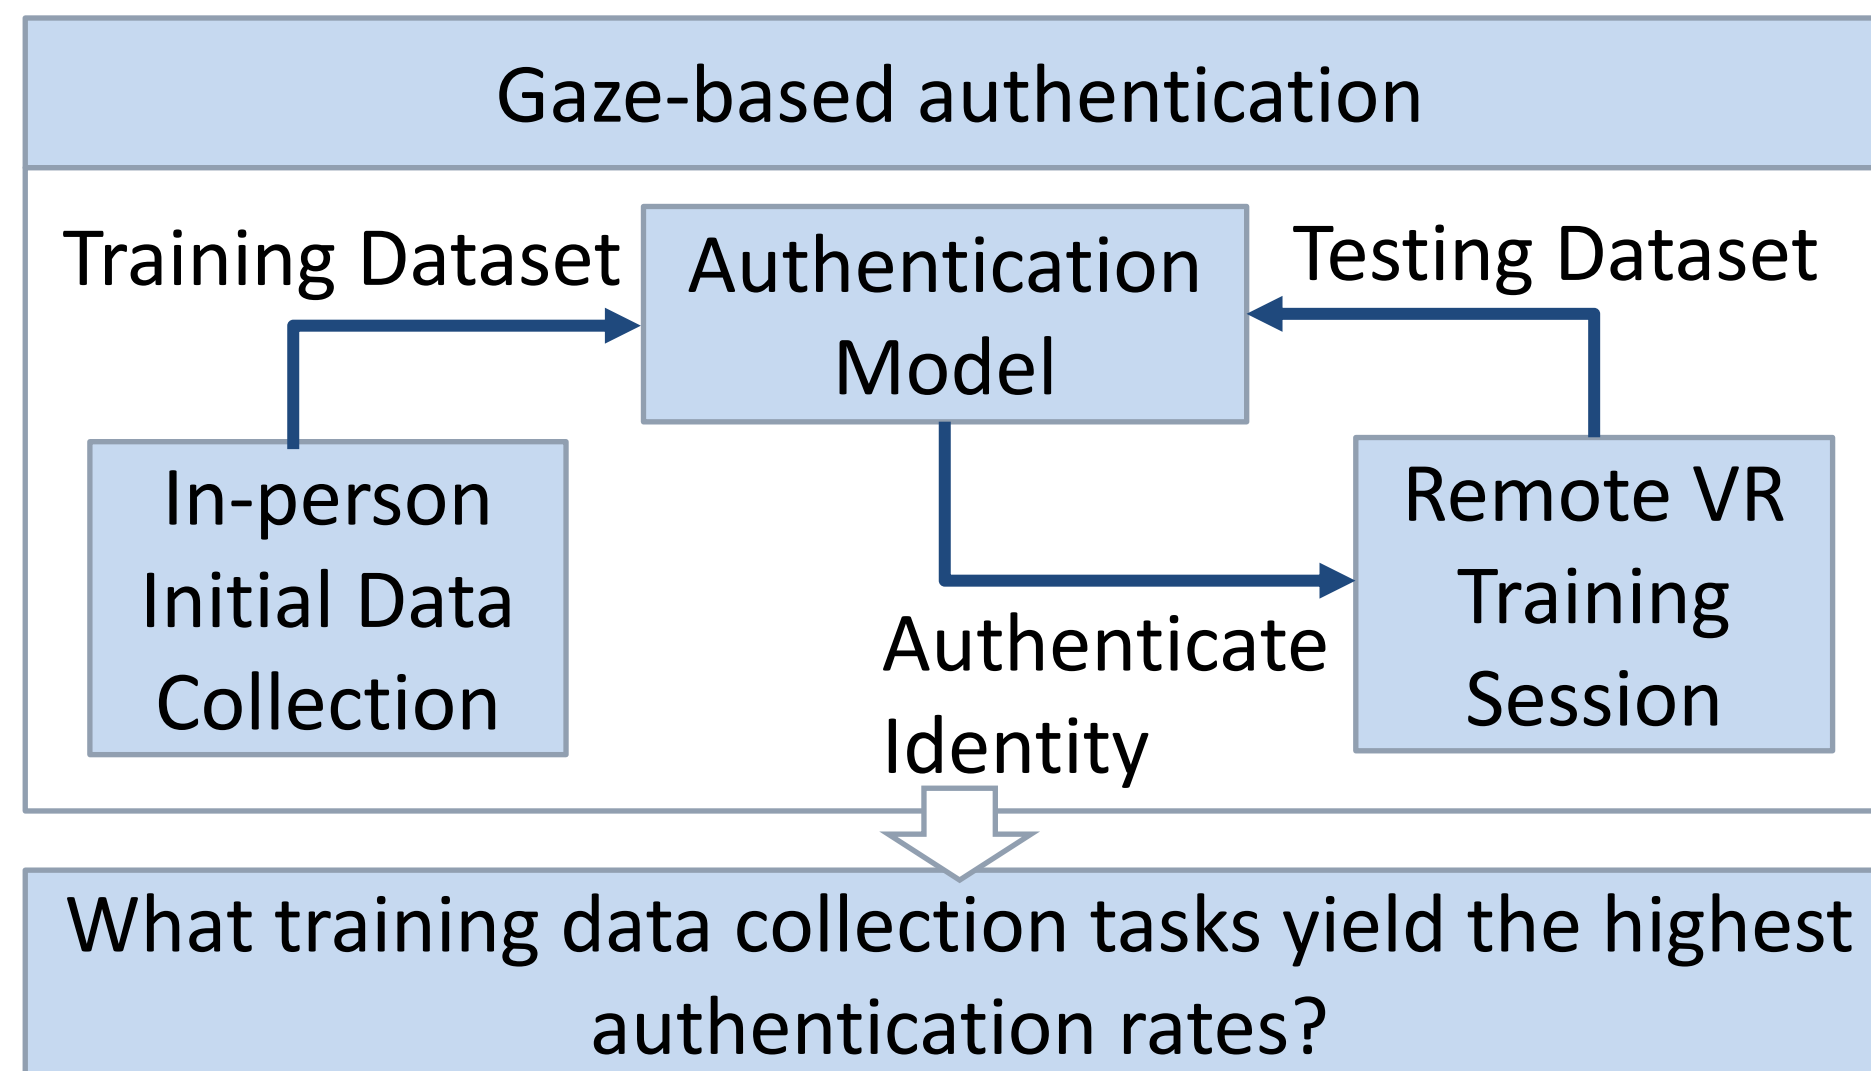 Gaze-based authentication
Training Dataset
Authentication
Model
Testing Dataset
In-person
Initial Data
Collection
Remote VR
Training
Session
Authenticate
Identity
What training data collection tasks yield the highest
authentication rates?